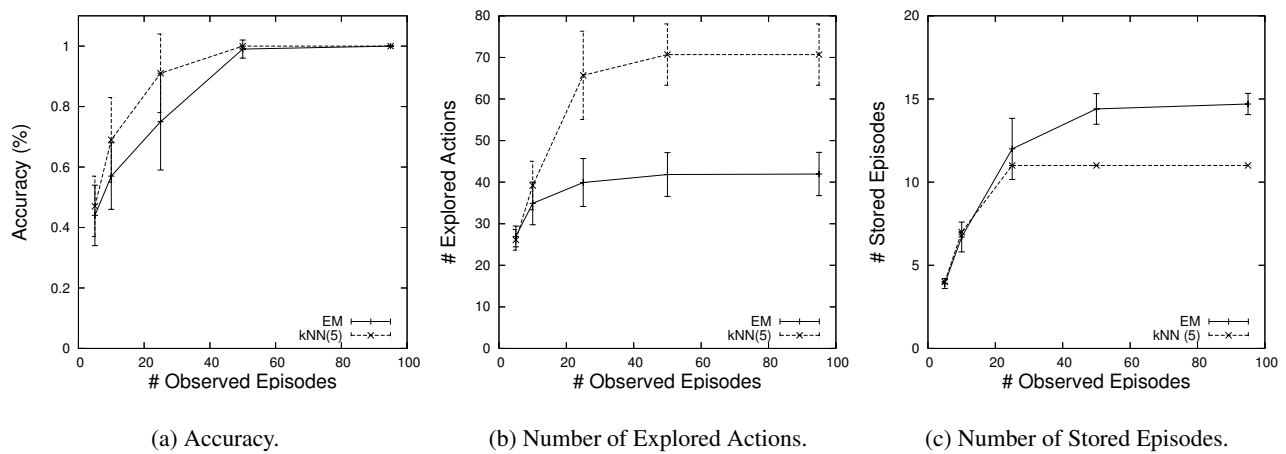 Accuracy (%)
1
0.8
0.6
0.4
0.2
0
0 20 40 60 80 100
# Observed Episodes
EM
kNN(5)
(a) Accuracy.
# Explored Actions
80
70
60
50
40
30
20
10
0
0 20 40 60 80 100
# Observed Episodes
EM
kNN(5)
(b) Number of Explored Actions.
# Stored Episodes
20
15
10
5
0
0 20 40 60 80 100
# Observed Episodes
EM
kNN (5)
(c) Number of Stored Episodes.